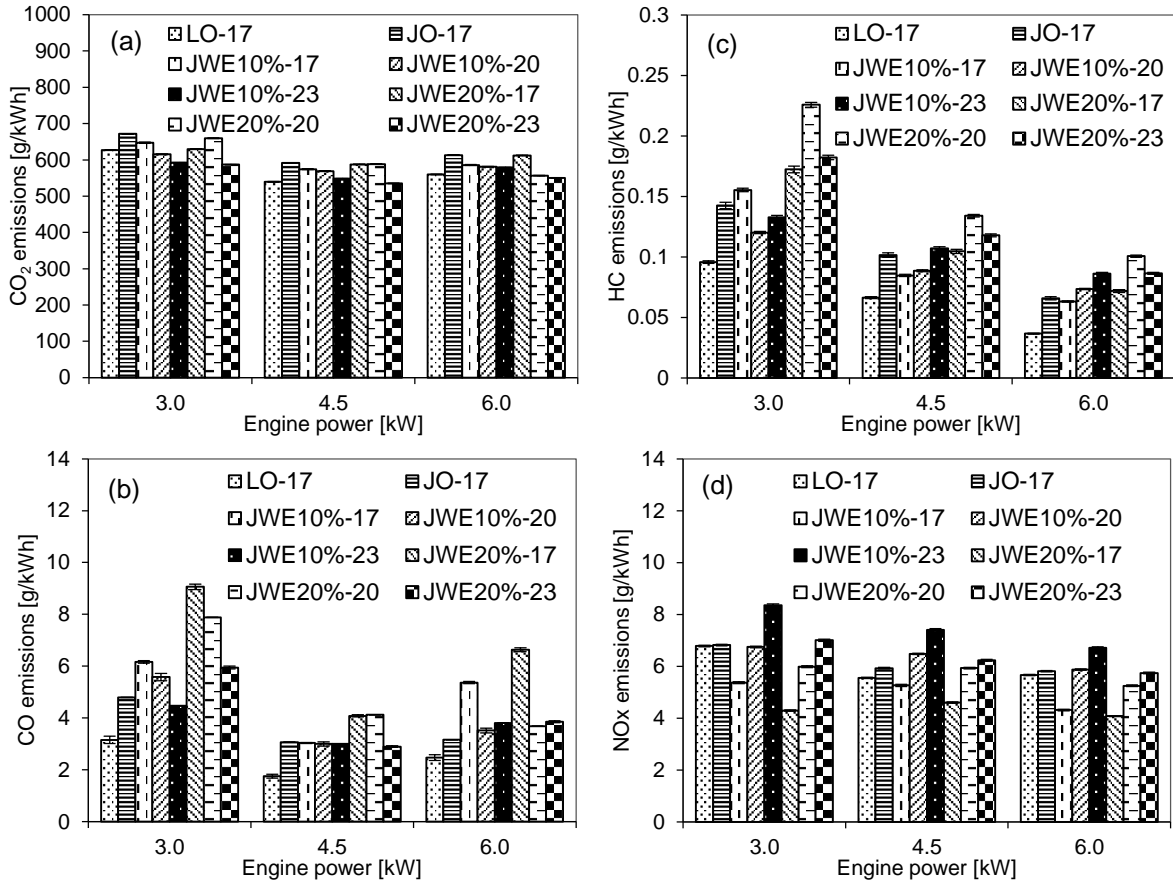 (a)
CO₂ emissions [g/kWh]
1000
900
800
700
600
500
400
300
200
100
0
LO-17 JO-17
JWE10%-17 JWE10%-20
JWE10%-23 JWE20%-17
JWE20%-20 JWE20%-23
3.0 4.5 6.0
Engine power [kW]
(c)
HC emissions [g/kWh]
0.3
0.25
0.2
0.15
0.1
0.05
0
LO-17 JO-17
JWE10%-17 JWE10%-20
JWE10%-23 JWE20%-17
JWE20%-20 JWE20%-23
3.0 4.5 6.0
Engine power [kW]
(b)
CO emissions [g/kWh]
14
12
10
8
6
4
2
0
LO-17 JO-17
JWE10%-17 JWE10%-20
JWE10%-23 JWE20%-17
JWE20%-20 JWE20%-23
3.0 4.5 6.0
Engine power [kW]
(d)
NOx emissions [g/kWh]
14
12
10
8
6
4
2
0
LO-17 JO-17
JWE10%-17 JWE10%-20
JWE10%-23 JWE20%-17
JWE20%-20 JWE20%-23
3.0 4.5 6.0
Engine power [kW]